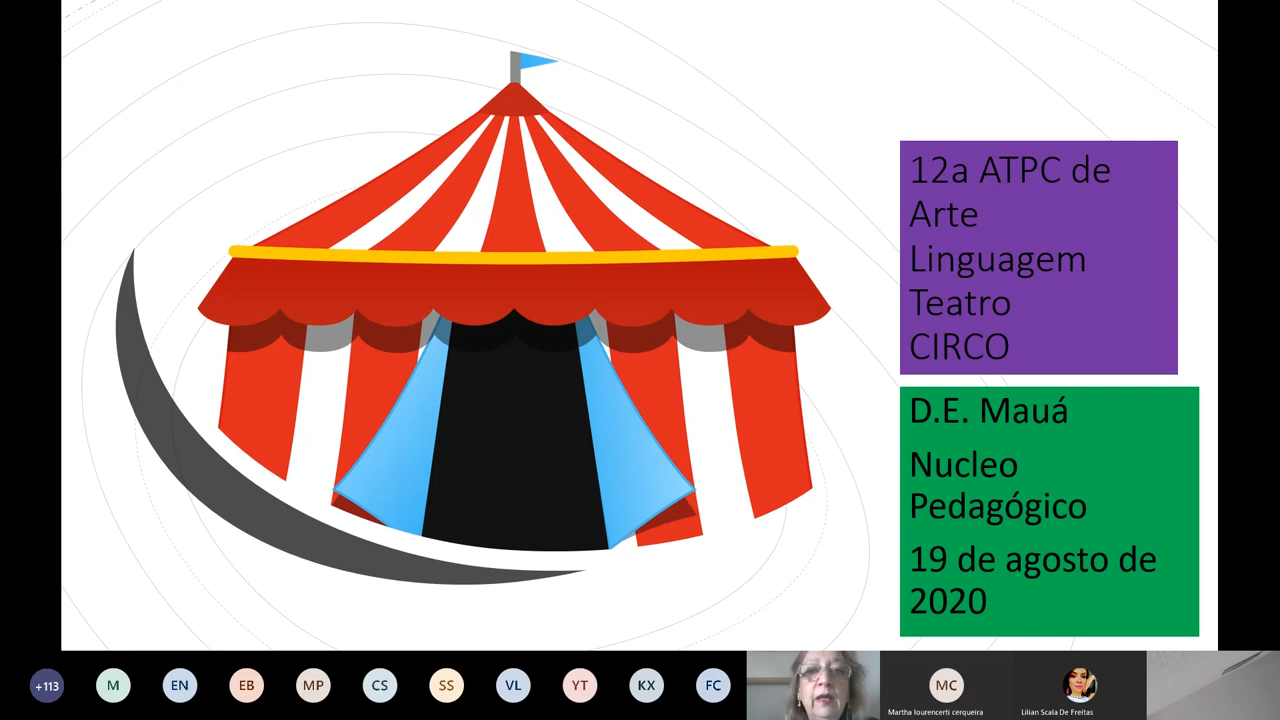 12a ATPC de
Arte
Linguagem
Teatro
CIRCO
D.E. Mauá
Nucleo
Pedagógico
19 de agosto de
2020
+113
M
EN
EB
MP
CS
SS
VL
YT
KX
FC
MC
Martha lourencerti cerqueira
Lilian Scala De Freitas